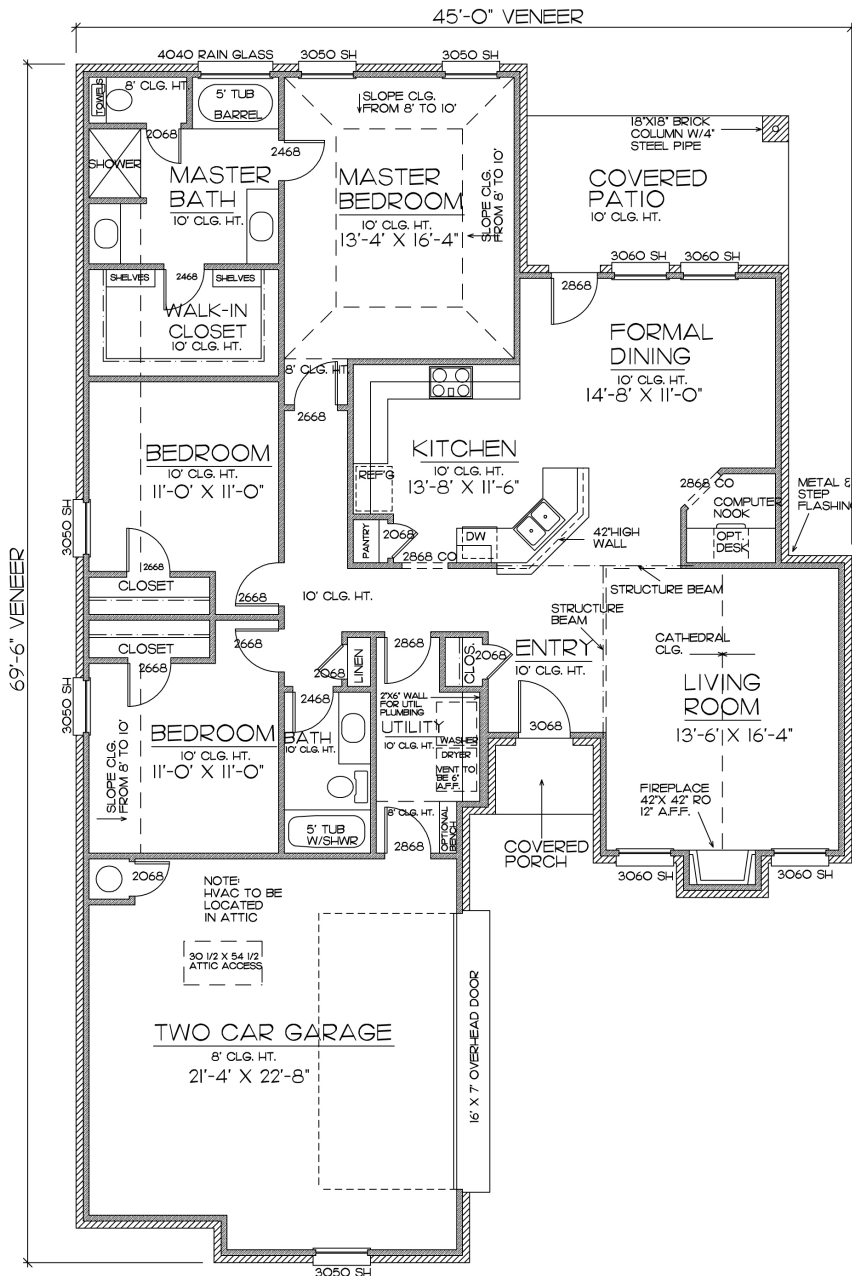 45'-0" VENEER
4040 RAIN GLASS
3050 SH
3050 SH
TOWELS
8' CLG. HT.
5' TUB
BARREL
SLOPE CLG.
FROM 8' TO 10'
18"X18" BRICK
COLUMN W/4"
STEEL PIPE
2068
2468
SHOWER
MASTER
BATH
10' CLG. HT.
MASTER
BEDROOM
10' CLG. HT.
13'-4" X 16'-4"
SLOPE CLG.
FROM 8' TO 10'
COVERED
PATIO
10' CLG. HT.
3060 SH
3060 SH
SHELVES
2468
SHELVES
2868
WALK-IN
CLOSET
10' CLG. HT.
FORMAL
DINING
10' CLG. HT.
14'-8" X 11'-0"
8' CLG. HT.
2668
BEDROOM
10' CLG. HT.
11'-0" X 11'-0"
KITCHEN
10' CLG. HT.
13'-8" X 11'-6"
REF'G
3050 SH
2868 CO
COMPUTER
NOOK
OPT.
DESK
METAL &
STEP
FLASHING
PANTRY
2068
2868 CO
DW
42"HIGH
WALL
69'-6" VENEER
2668
CLOSET
2668
10' CLG. HT.
STRUCTURE BEAM
STRUCTURE
BEAM
CLOSET
2668
2668
2068
LINEN
2868
CLOS.
2068
ENTRY
10' CLG. HT.
CATHEDRAL
CLG.
3050 SH
2468
2"X6" WALL
FOR UTIL.
PLUMBING
LIVING
ROOM
13'-6" X 16'-4"
BEDROOM
10' CLG. HT.
11'-0" X 11'-0"
SLOPE CLG.
FROM 8' TO 10'
BATH
10' CLG. HT.
UTILITY
10' CLG. HT.
WASHER
DRYER
VENT TO
BE 6'
A.F.F.
3068
FIREPLACE
42"X 42" RO
12" A.F.F.
5' TUB
W/SHWR
8' CLG. HT.
2868
OPTIONAL
BENCH
COVERED
PORCH
3060 SH
3060 SH
2068
NOTE:
HVAC TO BE
LOCATED
IN ATTIC
30 1/2 X 54 1/2
ATTIC ACCESS
TWO CAR GARAGE
8' CLG. HT.
21'-4" X 22'-8"
16' X 7' OVERHEAD DOOR
3050 SH